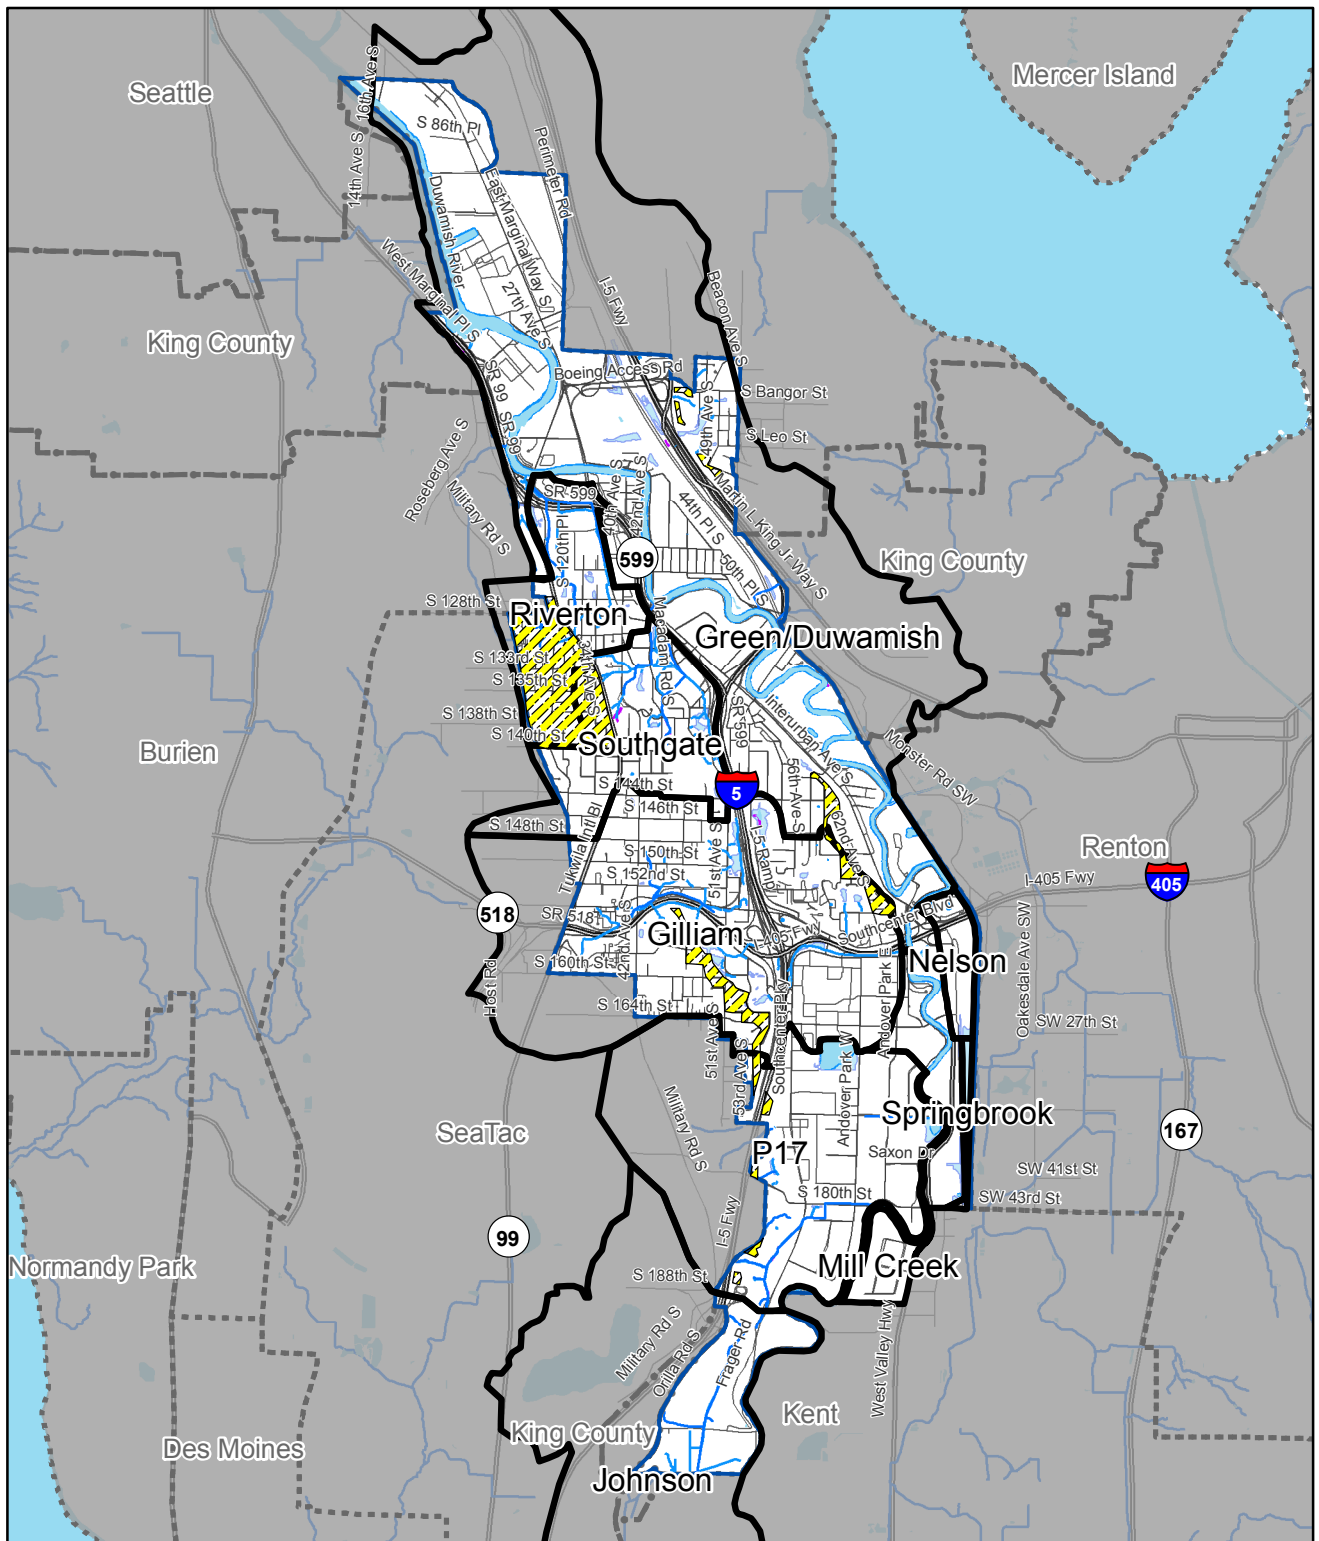 Mercer Island
Seattle
16th Ave S
S 86th Pl
14th Ave S
Perimeter Rd
Duwamish River
East Marginal Way S
West Marginal Pl S
27th Ave S
I-5 Fwy
Beacon Ave S
King County
SR 99
Boeing Access Rd
S Bangor St
49th Ave S
SR 99
S Leo St
Roseberg Ave S
Military Rd S
SR 599
40th Ave S
42nd Ave S
44th Pl S
Martin L King Jr Way S
S 120th Pl
599
50th Pl S
King County
S 128th St
Riverton
Macadam Rd S
Green/Duwamish
S 133rd St
34th Ave S
S 135th St
S 138th St
SR 599
Interurban Ave S
S 140th St
Southgate
Monster Rd SW
Burien
S 144th St
5
56th Ave S
S 146th St
Tukwila Intl Bl
S 148th St
62nd Ave S
51st Ave S
I-5 Ramp
S 150th St
Renton
S 152nd St
I-405 Fwy
405
518
SR 518
42nd Ave S
Gilliam
I-405 Fwy
Southcenter Blvd
Oakesdale Ave SW
S 160th St
Nelson
Host Rd
S 164th St
Southcenter Pky
Andover Park E
SW 27th St
51st Ave S
53rd Ave S
Andover Park W
Military Rd S
Springbrook
SeaTac
167
P17
Saxon Dr
SW 41st St
S 180th St
SW 43rd St
99
I-5 Fwy
Normandy Park
Mill Creek
S 188th St
Military Rd S
Orilla Rd S
Frager Rd
West Valley Hwy
Kent
King County
Des Moines
Johnson